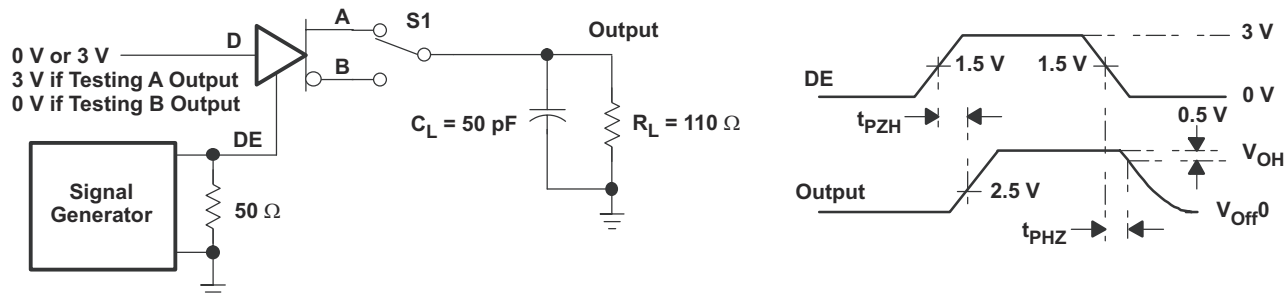 0 V or 3 V
3 V if Testing A Output
0 V if Testing B Output
D
A
B
S1
DE
Signal
Generator
50 Ω
Output
C_L = 50 pF
R_L = 110 Ω
DE
1.5 V
1.5 V
3 V
0 V
t_PZH
0.5 V
V_OH
Output
2.5 V
V_Off0
t_PHZ